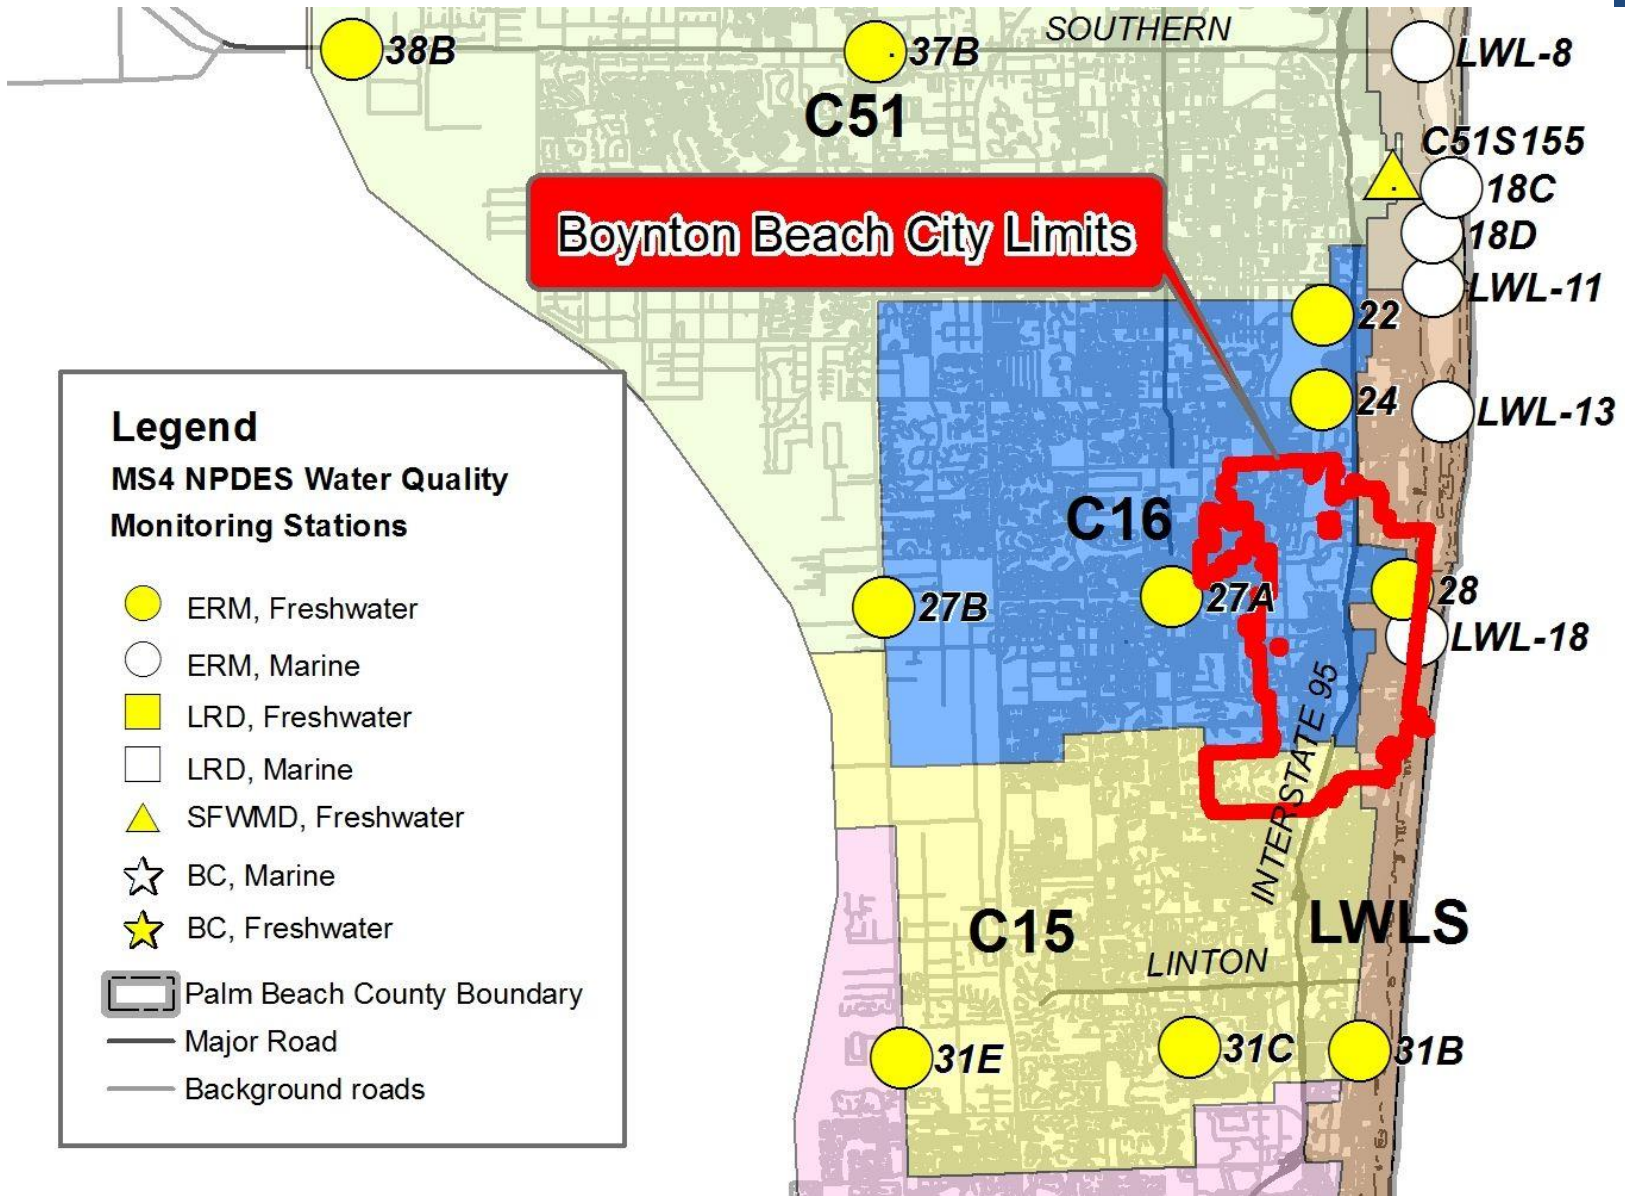 SOUTHERN
38B
37B
LWL-8
C51
C51S155
18C
Boynton Beach City Limits
18D
LWL-11
22
24
LWL-13
Legend
MS4 NPDES Water Quality
Monitoring Stations
ERM, Freshwater
ERM, Marine
LRD, Freshwater
LRD, Marine
SFWMD, Freshwater
BC, Marine
BC, Freshwater
Palm Beach County Boundary
Major Road
Background roads
C16
27B
27A
28
LWL-18
INTERSTATE 95
C15
LWLS
LINTON
31E
31C
31B